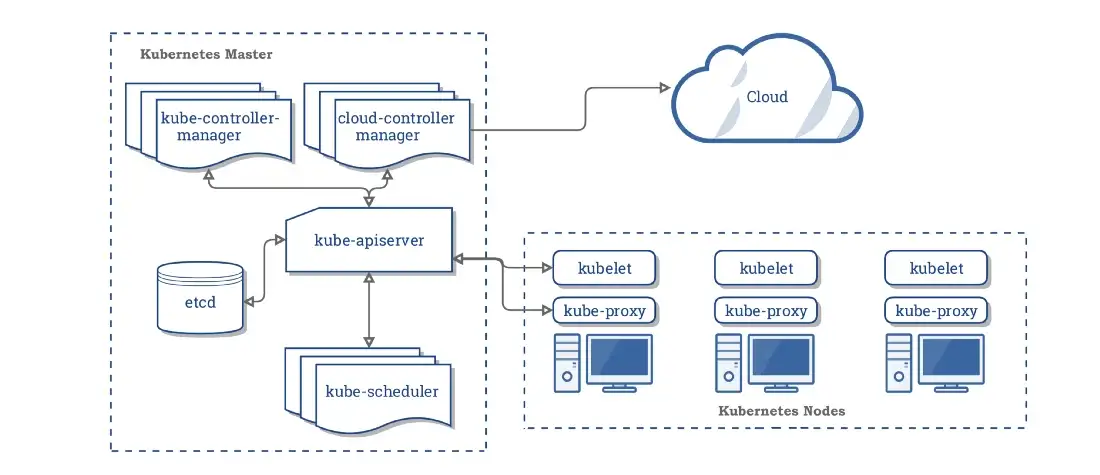 Kubernetes Master
kube-controller-
manager
cloud-controller
manager
Cloud
kube-apiserver
etcd
kube-scheduler
kubelet
kubelet
kubelet
kube-proxy
kube-proxy
kube-proxy
Kubernetes Nodes